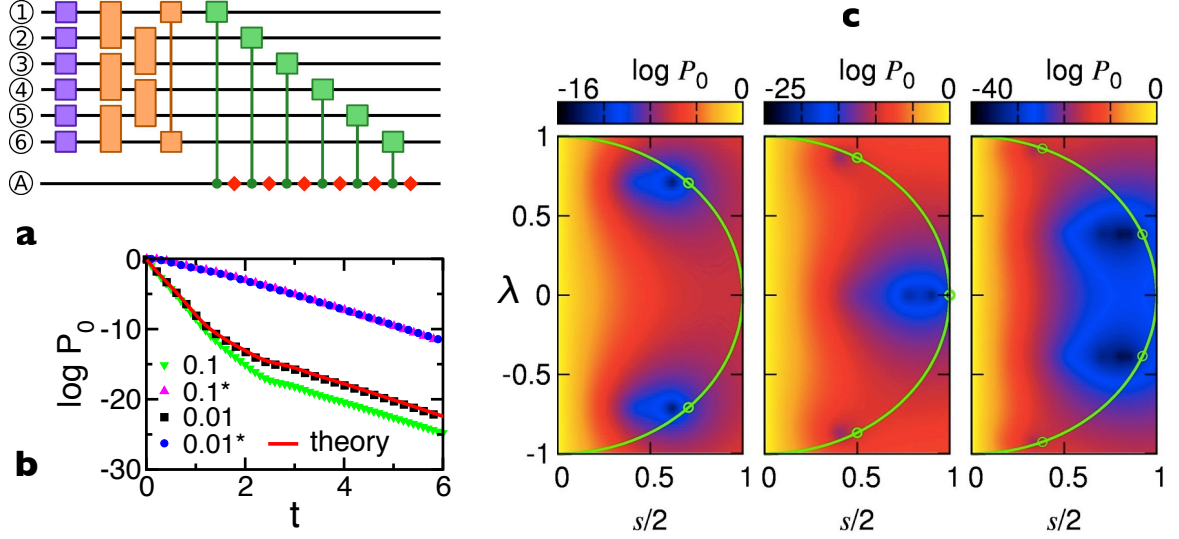 ①
②
③
④
⑤
⑥
Ⓐ
a
0
-10
-20
-30
log P₀
0.1
0.1*
0.01
0.01*
theory
0 2 4 6
t
b
c
log P₀ log P₀ log P₀
-16 0 -25 0 -40 0
1
0.5
λ 0
-0.5
-1
0 0.5 1 0 0.5 1 0 0.5 1
s/2 s/2 s/2